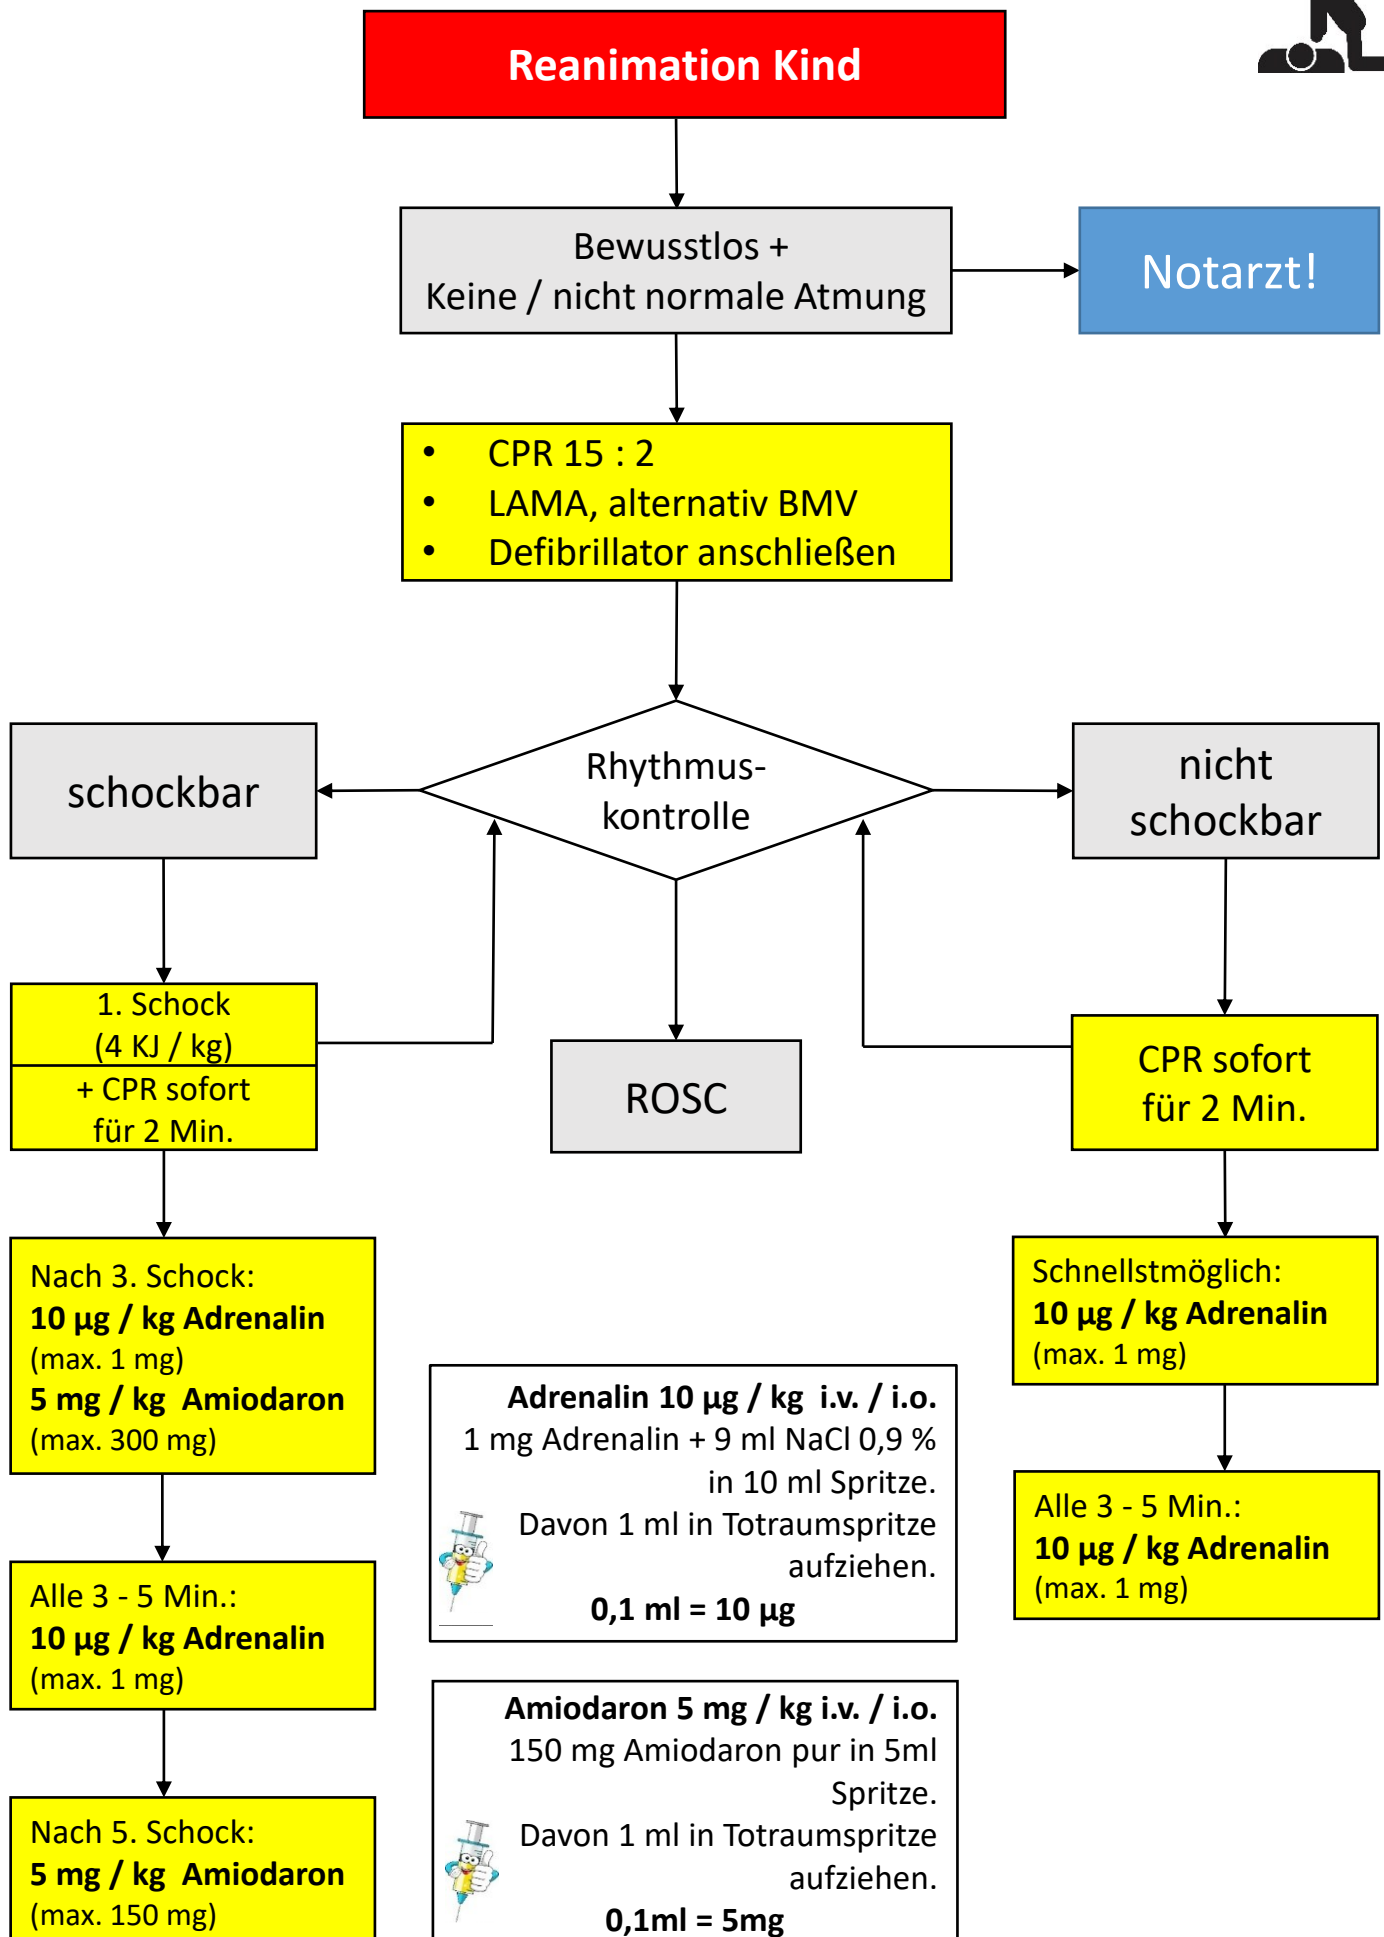 Reanimation Kind
Bewusstlos +
Keine / nicht normale Atmung
Notarzt!
• CPR 15 : 2
• LAMA, alternativ BMV
• Defibrillator anschließen
Rhythmus-
kontrolle
schockbar
nicht
schockbar
1. Schock
(4 KJ / kg)
+ CPR sofort
für 2 Min.
ROSC
CPR sofort
für 2 Min.
Nach 3. Schock:
10 µg / kg Adrenalin
(max. 1 mg)
5 mg / kg Amiodaron
(max. 300 mg)
Schnellstmöglich:
10 µg / kg Adrenalin
(max. 1 mg)
Adrenalin 10 µg / kg i.v. / i.o.
1 mg Adrenalin + 9 ml NaCl 0,9 %
in 10 ml Spritze.
Davon 1 ml in Totraumspritze
aufziehen.
0,1 ml = 10 µg
Alle 3 - 5 Min.:
10 µg / kg Adrenalin
(max. 1 mg)
Alle 3 - 5 Min.:
10 µg / kg Adrenalin
(max. 1 mg)
Amiodaron 5 mg / kg i.v. / i.o.
150 mg Amiodaron pur in 5ml
Spritze.
Davon 1 ml in Totraumspritze
aufziehen.
0,1ml = 5mg
Nach 5. Schock:
5 mg / kg Amiodaron
(max. 150 mg)